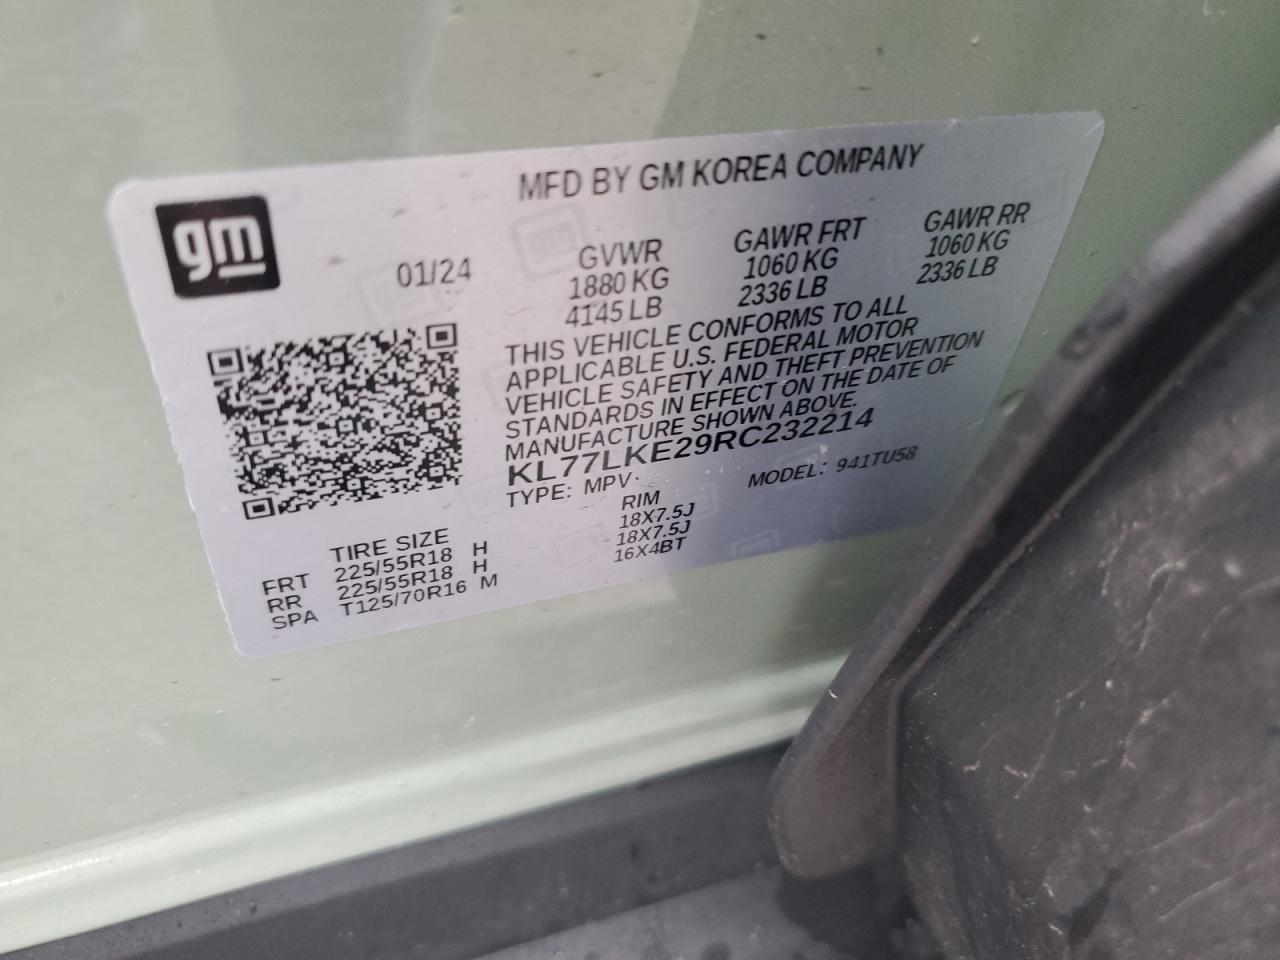 gm
MFD BY GM KOREA COMPANY
01/24
GVWR GAWR FRT GAWR RR
1880 KG 1060 KG 1060 KG
4145 LB 2336 LB 2336 LB
THIS VEHICLE CONFORMS TO ALL
APPLICABLE U.S. FEDERAL MOTOR
VEHICLE SAFETY AND THEFT PREVENTION
STANDARDS IN EFFECT ON THE DATE OF
MANUFACTURE SHOWN ABOVE.
KL77LKE29RC232214
TYPE: MPV MODEL: 941TU58
TIRE SIZE RIM
FRT 225/55R18 H 18X7.5J
RR 225/55R18 H 18X7.5J
SPA T125/70R16 M 16X4BT